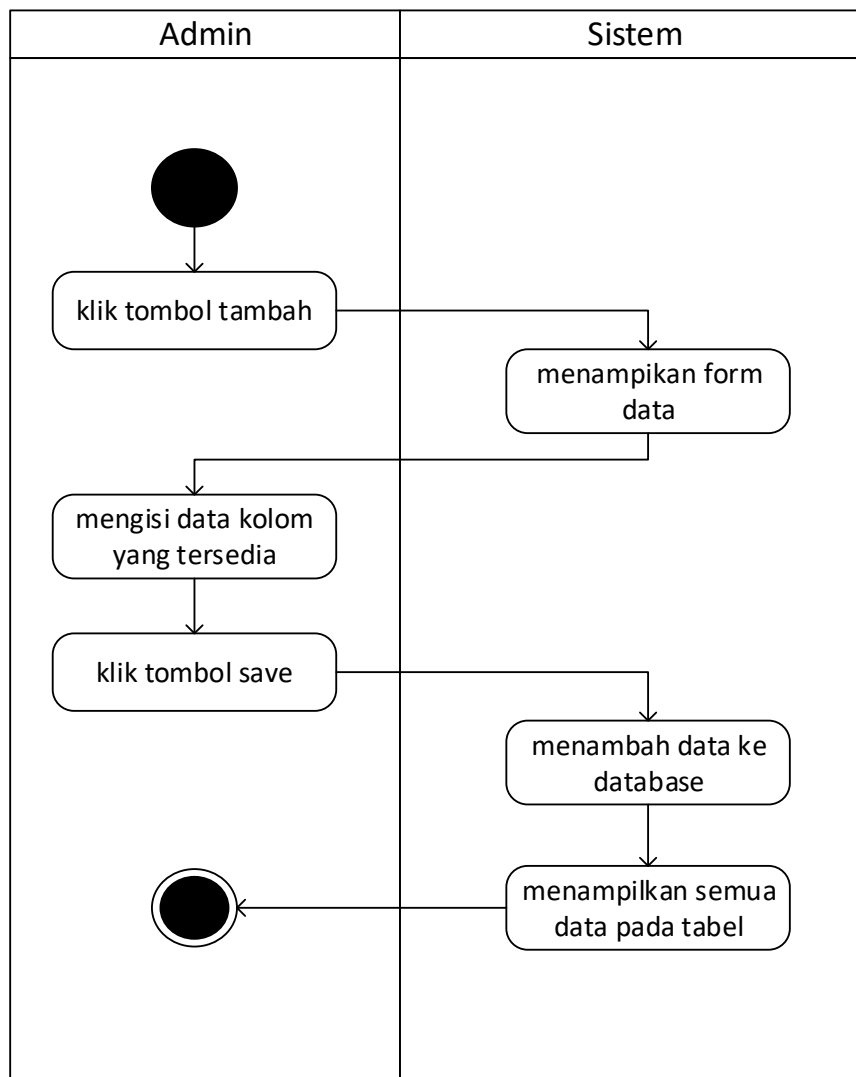 Admin
Sistem
klik tombol tambah
menampikan form
data
mengisi data kolom
yang tersedia
klik tombol save
menambah data ke
database
menampilkan semua
data pada tabel